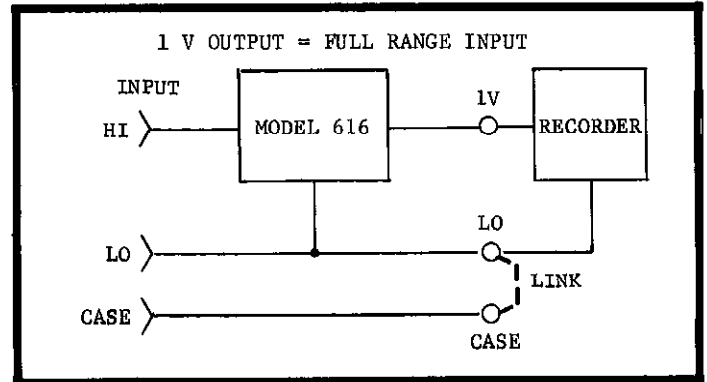 1 V OUTPUT = FULL RANGE INPUT
INPUT
1V
HI
MODEL 616
RECORDER
LO
LO
LINK
CASE
CASE